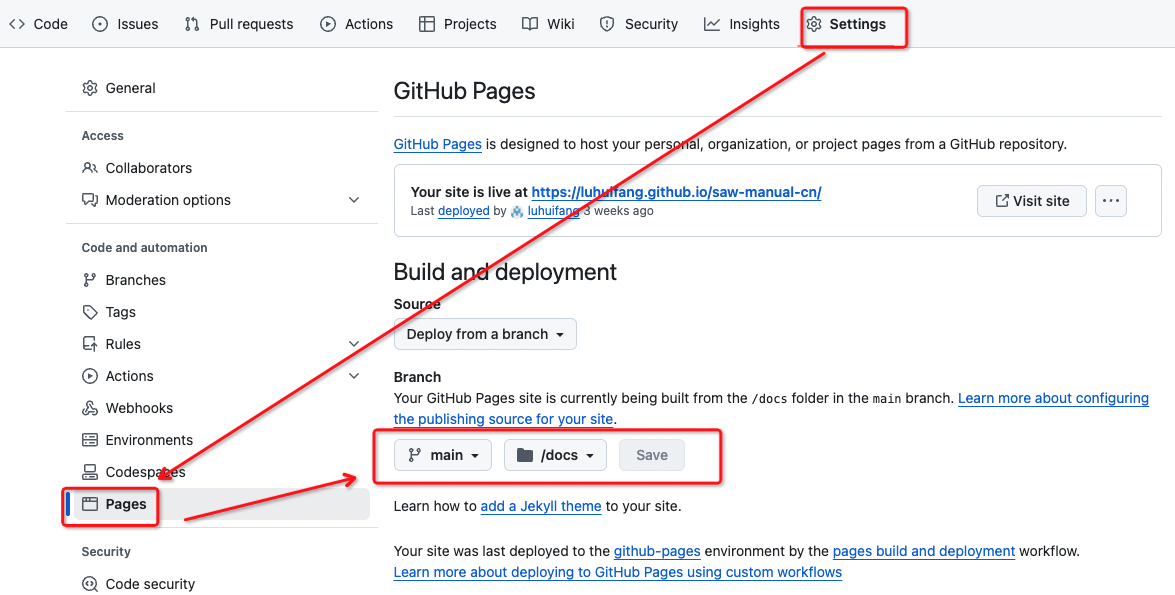 Code Issues Pull requests Actions Projects Wiki Security Insights Settings
General
Access
Collaborators
Moderation options
Code and automation
Branches
Tags
Rules
Actions
Webhooks
Environments
Codespaces
Pages
Security
Code security
GitHub Pages
GitHub Pages is designed to host your personal, organization, or project pages from a GitHub repository.
Your site is live at https://luhuifang.github.io/saw-manual-cn/
Last deployed by luhuifang 3 weeks ago
Visit site
Build and deployment
Source
Deploy from a branch
Branch
Your GitHub Pages site is currently being built from the /docs folder in the main branch. Learn more about configuring
the publishing source for your site.
main /docs Save
Learn how to add a Jekyll theme to your site.
Your site was last deployed to the github-pages environment by the pages build and deployment workflow.
Learn more about deploying to GitHub Pages using custom workflows